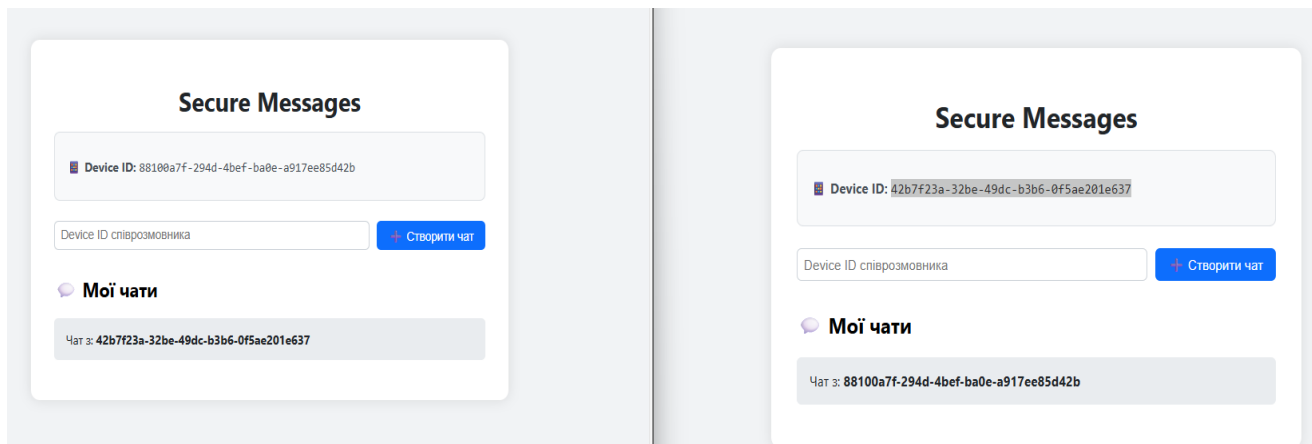 Secure Messages
Device ID: 88100a7f-294d-4bef-ba0e-a917ee85d42b
Device ID співрозмовника
Створити чат
Мої чати
Чат з: 42b7f23a-32be-49dc-b3b6-0f5ae201e637
Secure Messages
Device ID: 42b7f23a-32be-49dc-b3b6-0f5ae201e637
Device ID співрозмовника
Створити чат
Мої чати
Чат з: 88100a7f-294d-4bef-ba0e-a917ee85d42b